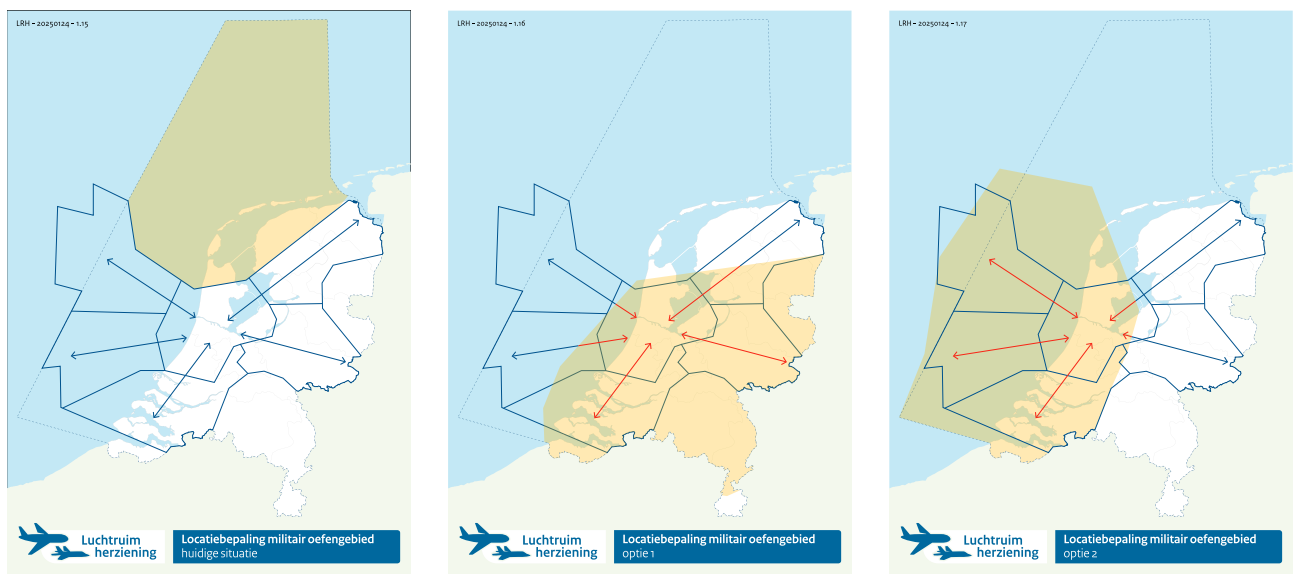 LRH – 20250124 – 1.15
Luchtruim
herziening
Locatiebepaling militair oefengebied
huidige situatie
LRH – 20250124 – 1.16
Luchtruim
herziening
Locatiebepaling militair oefengebied
optie 1
LRH – 20250124 – 1.17
Luchtruim
herziening
Locatiebepaling militair oefengebied
optie 2